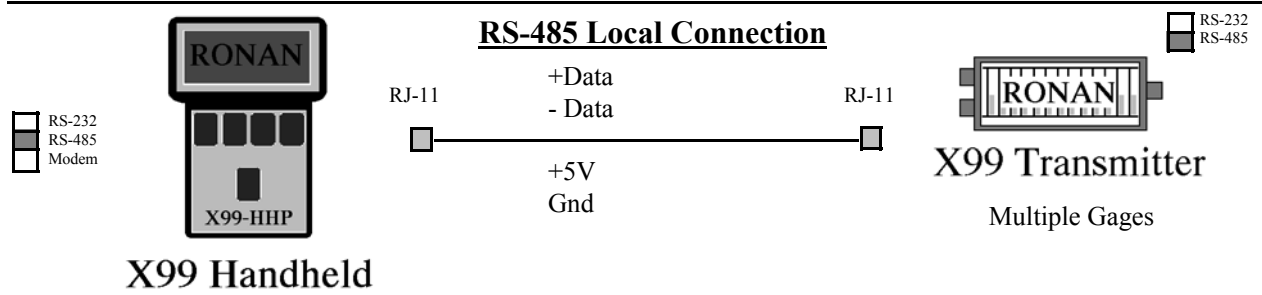 RS-485 Local Connection
RS-232
RS-485
RONAN
+Data
- Data
RJ-11
RJ-11
RONAN
RS-232
RS-485
Modem
+5V
Gnd
X99-HHP
X99 Transmitter
Multiple Gages
X99 Handheld